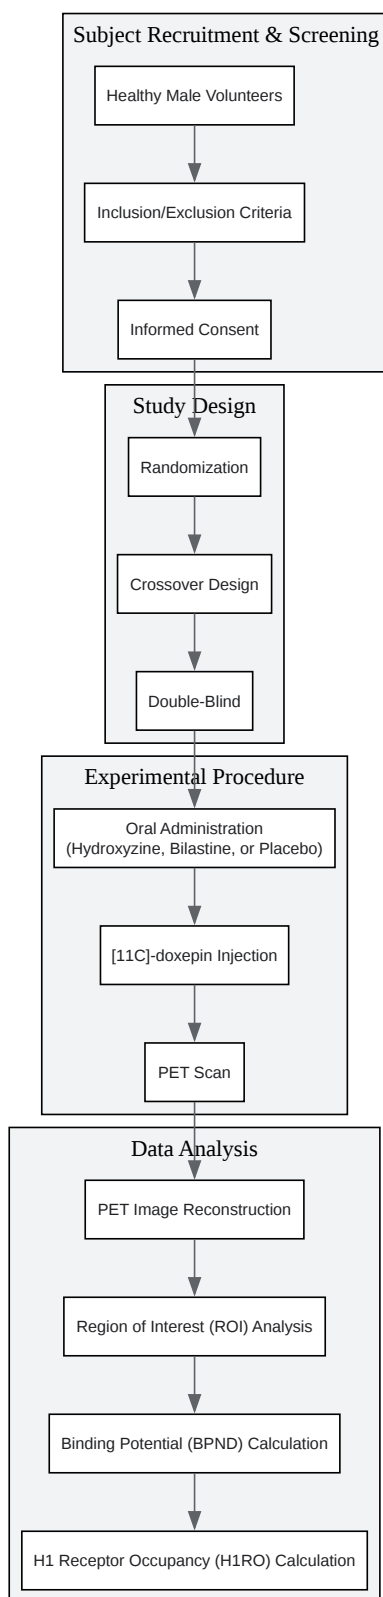 Subject Recruitment & Screening
Healthy Male Volunteers
Inclusion/Exclusion Criteria
Informed Consent
Study Design
Randomization
Crossover Design
Double-Blind
Experimental Procedure
Oral Administration
(Hydroxyzine, Bilastine, or Placebo)
[11C]-doxepin Injection
PET Scan
Data Analysis
PET Image Reconstruction
Region of Interest (ROI) Analysis
Binding Potential (BPND) Calculation
H1 Receptor Occupancy (H1RO) Calculation